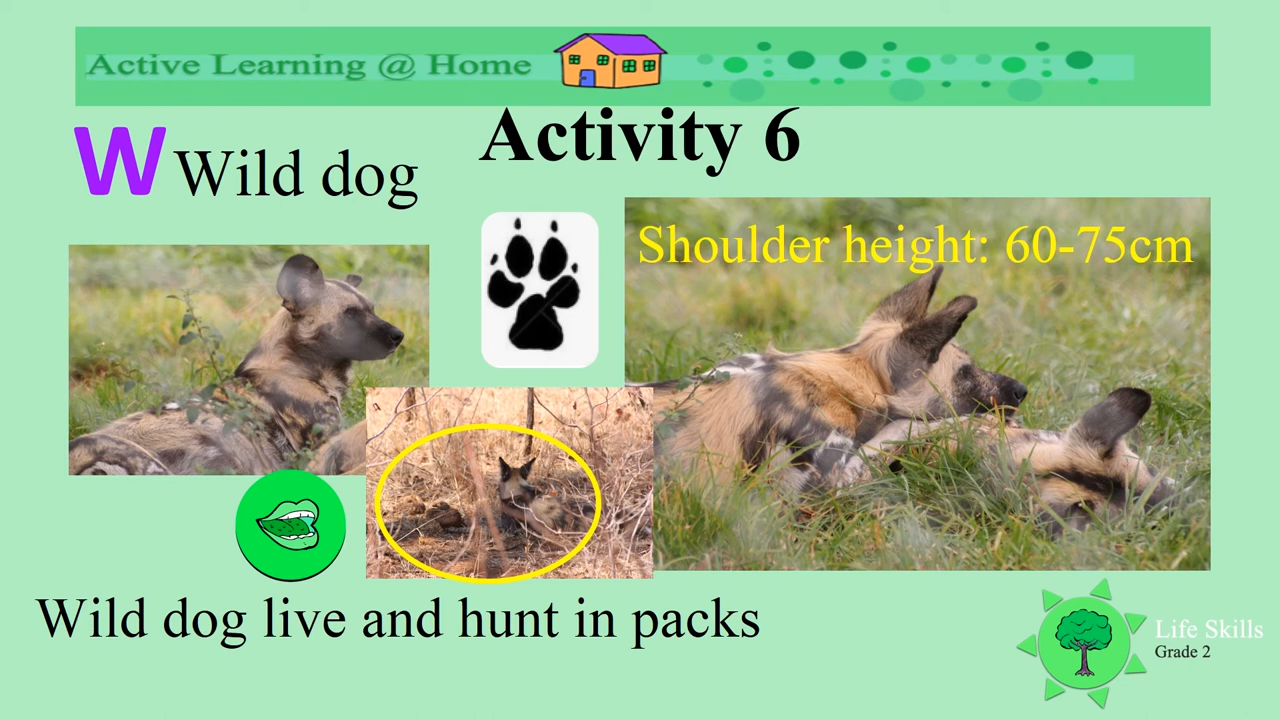 Active Learning @ Home
Activity 6
W Wild dog
Shoulder height: 60-75cm
Wild dog live and hunt in packs
Life Skills
Grade 2